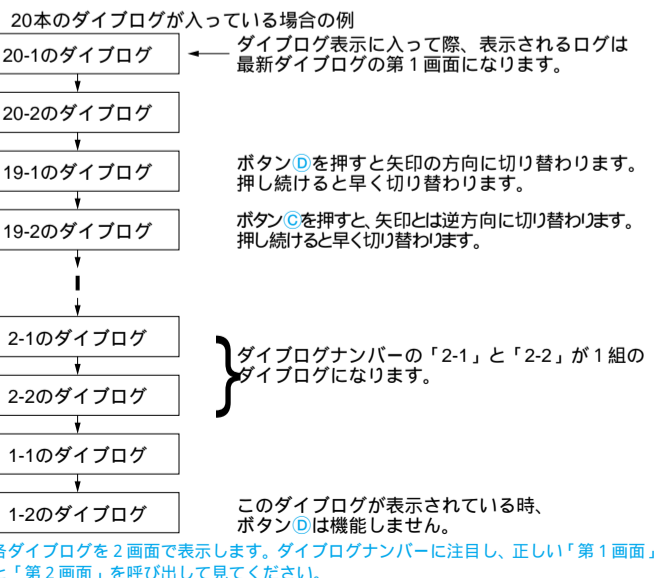 20本のダイブログが入っている場合の例
20-1のダイブログ
ダイブログ表示に入って際、表示されるログは
最新ダイブログの第1画面になります。
20-2のダイブログ
19-1のダイブログ
ボタンⒹを押すと矢印の方向に切り替わります。
押し続けると早く切り替わります。
19-2のダイブログ
ボタンⒸを押すと、矢印とは逆方向に切り替わります。
押し続けると早く切り替わります。
2-1のダイブログ
2-2のダイブログ
ダイブログナンバーの「2-1」と「2-2」が1組の
ダイブログになります。
1-1のダイブログ
1-2のダイブログ
このダイブログが表示されている時、
ボタンⒹは機能しません。
各ダイブログを2画面で表示します。ダイブログナンバーに注目し、正しい「第1画面」
と「第2画面」を呼び出して見てください。